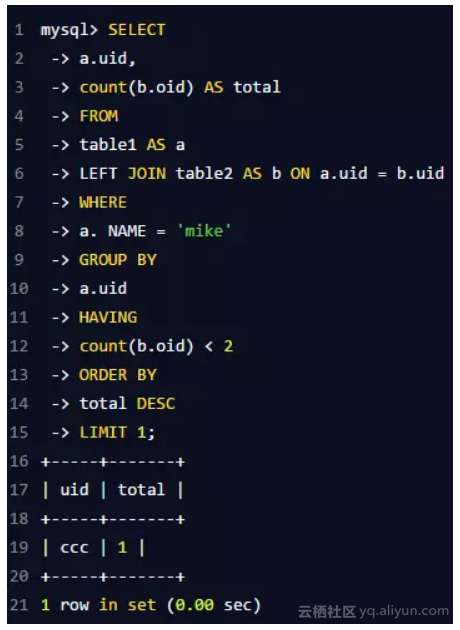 1 mysql> SELECT
2 -> a.uid,
3 -> count(b.oid) AS total
4 -> FROM
5 -> table1 AS a
6 -> LEFT JOIN table2 AS b ON a.uid = b.uid
7 -> WHERE
8 -> a. NAME = 'mike'
9 -> GROUP BY
10 -> a.uid
11 -> HAVING
12 -> count(b.oid) < 2
13 -> ORDER BY
14 -> total DESC
15 -> LIMIT 1;
16 +-----+-------+
17 | uid | total |
18 +-----+-------+
19 | ccc | 1 |
20 +-----+-------+
21 1 row in set (0.00 sec)
云栖社区 yq.aliyun.com